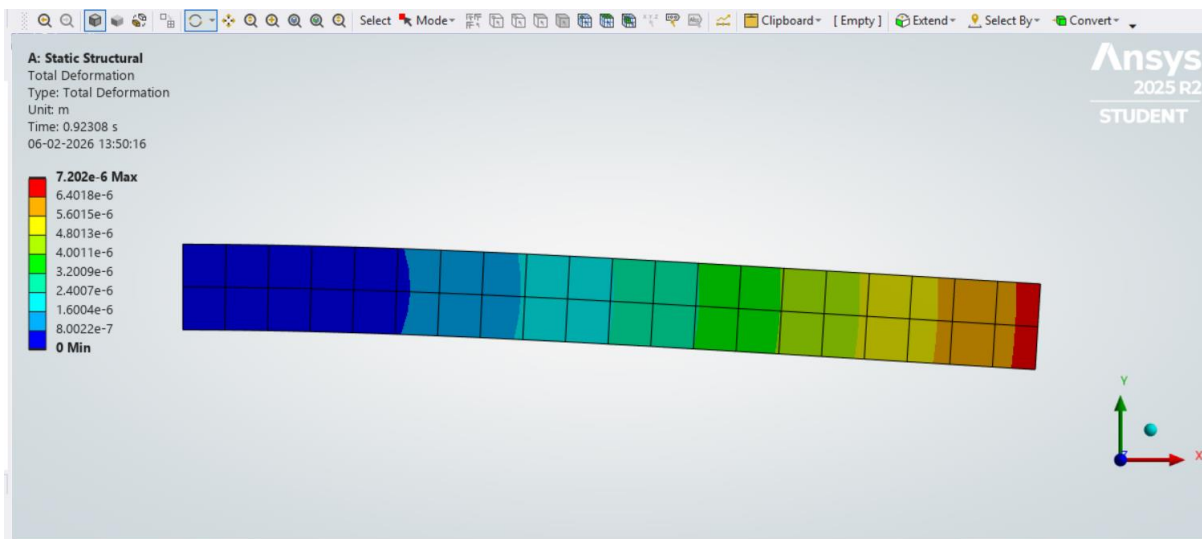 Select Mode Clipboard [ Empty ] Extend Select By Convert
A: Static Structural
Total Deformation
Type: Total Deformation
Unit: m
Time: 0.92308 s
06-02-2026 13:50:16
7.202e-6 Max
6.4018e-6
5.6015e-6
4.8013e-6
4.0011e-6
3.2009e-6
2.4007e-6
1.6004e-6
8.0022e-7
0 Min
Ansys
2025 R2
STUDENT
Y
Z
X